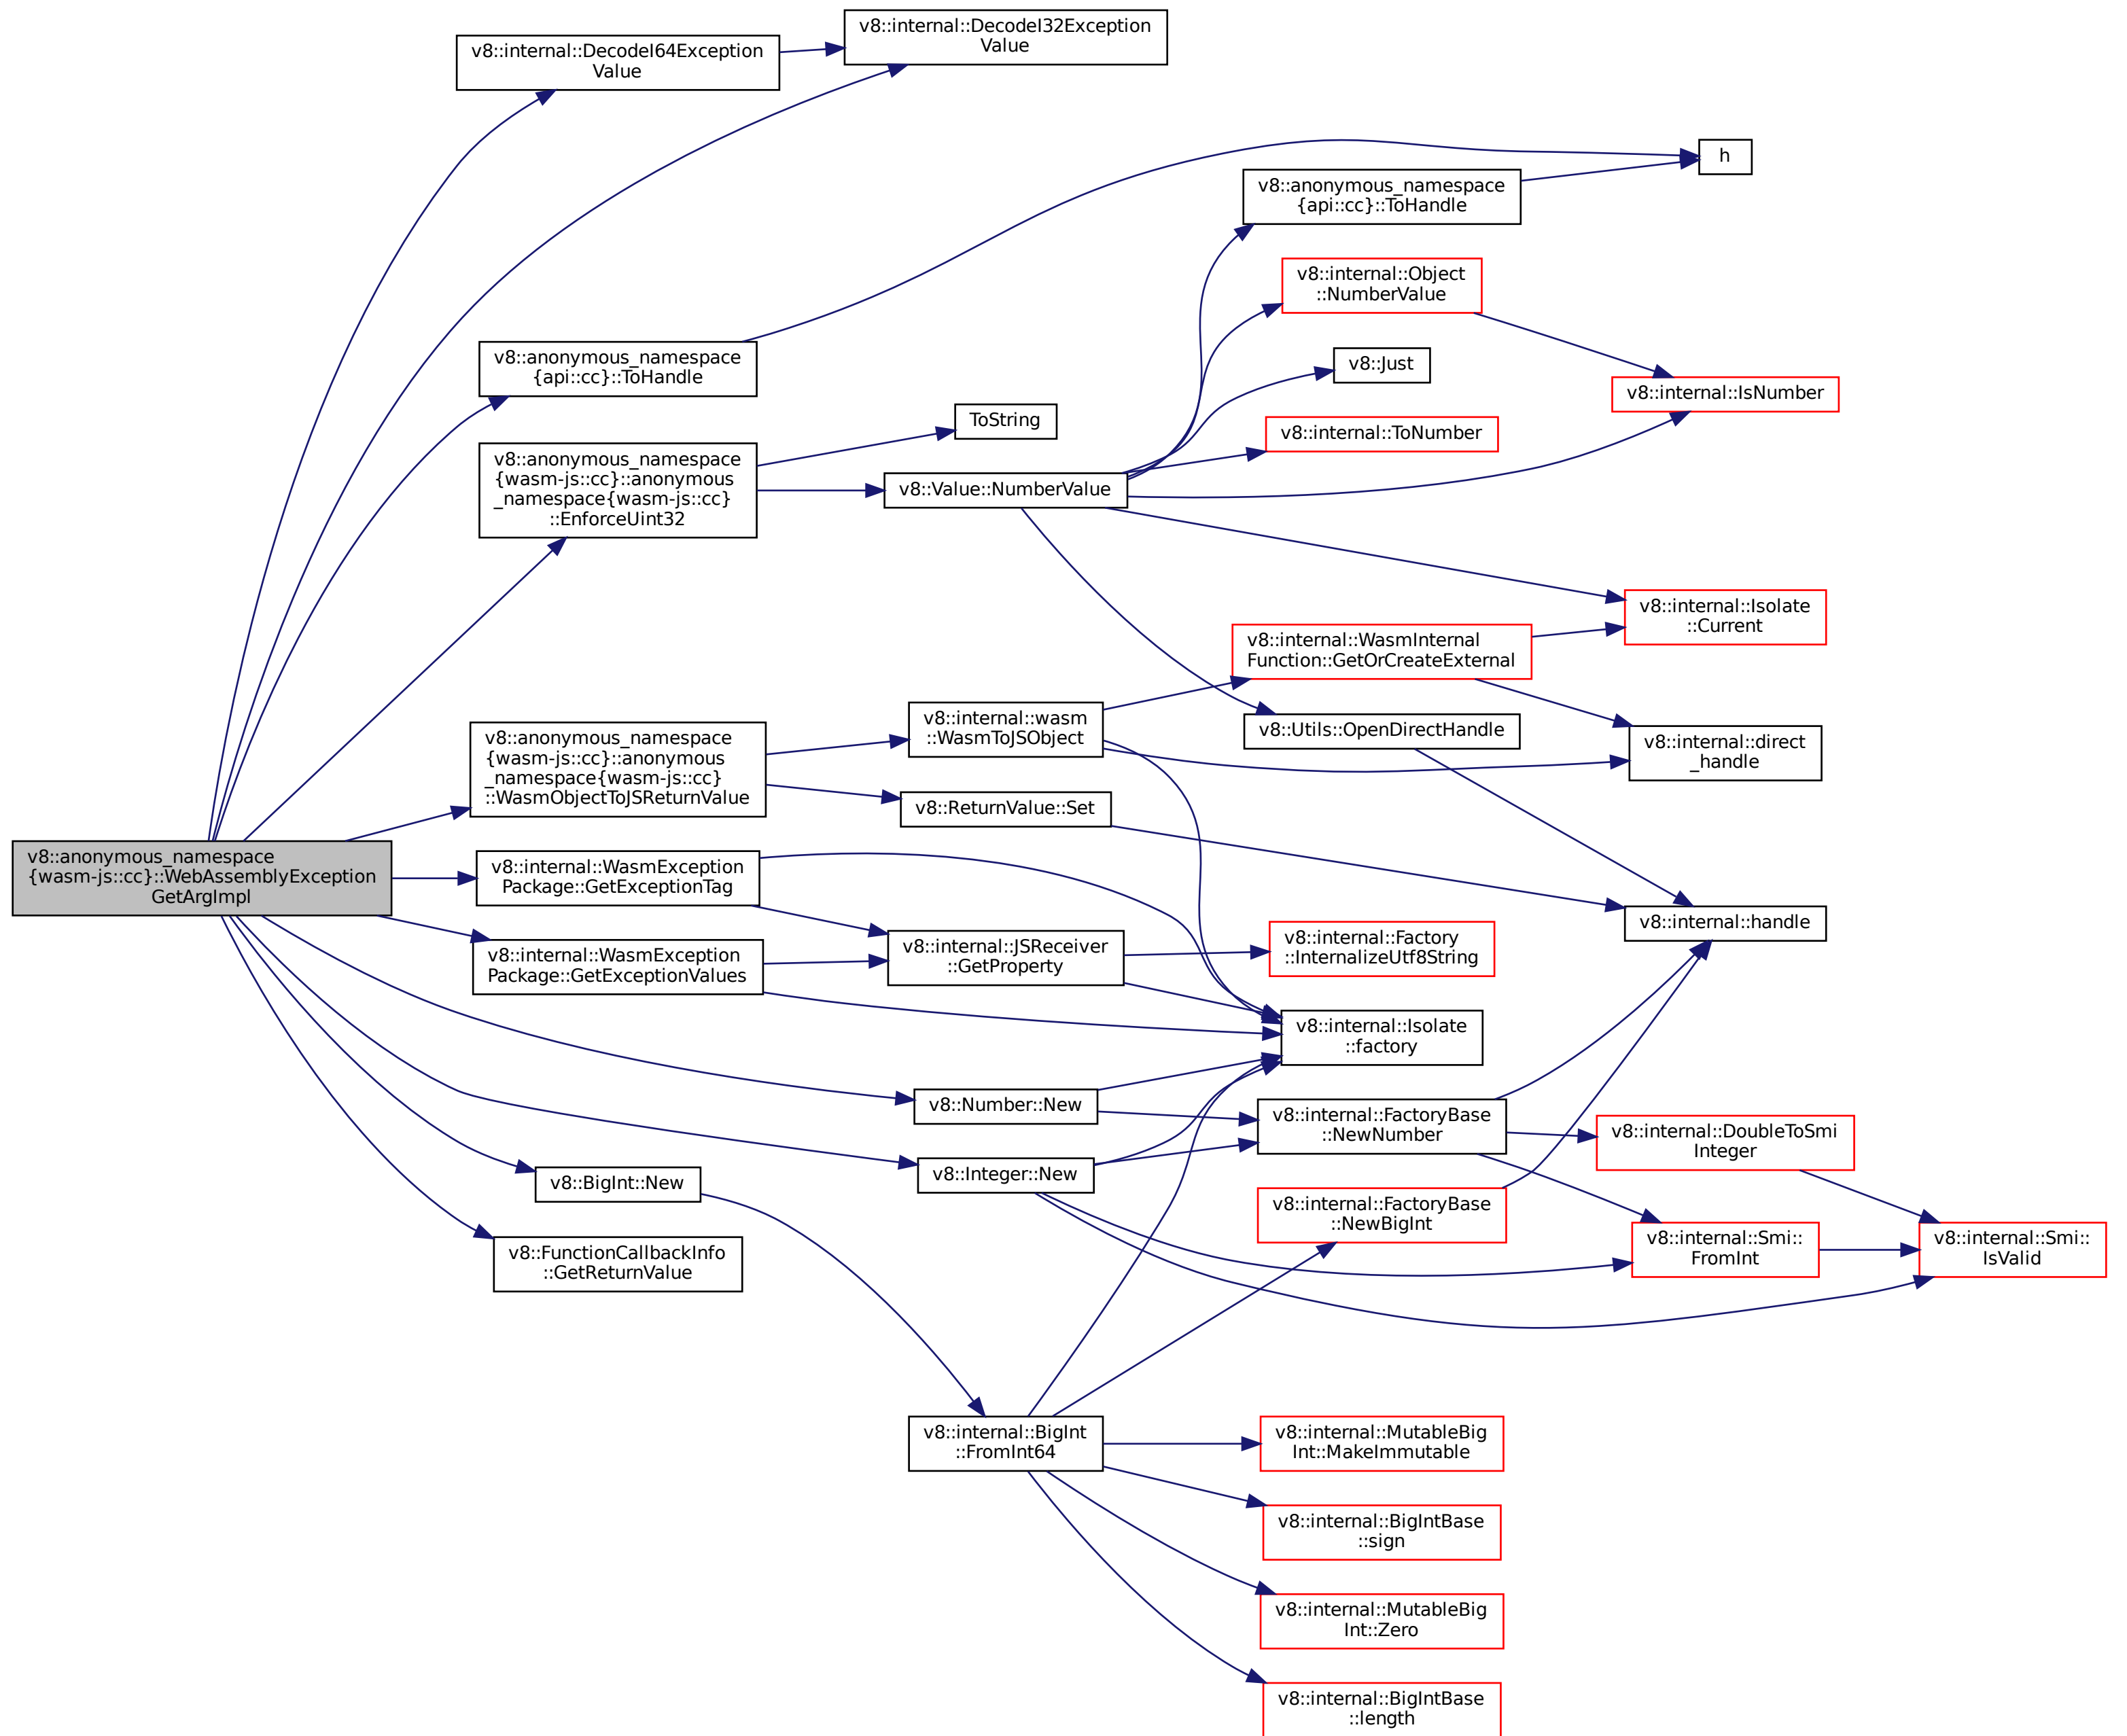 v8::internal::DecodeI32Exception
Value
v8::internal::DecodeI64Exception
Value
h
v8::anonymous_namespace
{api::cc}::ToHandle
v8::internal::Object
::NumberValue
v8::anonymous_namespace
{api::cc}::ToHandle
v8::Just
v8::internal::IsNumber
ToString
v8::internal::ToNumber
v8::anonymous_namespace
{wasm-js::cc}::anonymous
_namespace{wasm-js::cc}
::EnforceUint32
v8::Value::NumberValue
v8::internal::Isolate
::Current
v8::internal::WasmInternal
Function::GetOrCreateExternal
v8::internal::wasm
::WasmToJSObject
v8::Utils::OpenDirectHandle
v8::internal::direct
_handle
v8::anonymous_namespace
{wasm-js::cc}::anonymous
_namespace{wasm-js::cc}
::WasmObjectToJSReturnValue
v8::ReturnValue::Set
v8::anonymous_namespace
{wasm-js::cc}::WebAssemblyException
GetArgImpl
v8::internal::WasmException
Package::GetExceptionTag
v8::internal::handle
v8::internal::WasmException
Package::GetExceptionValues
v8::internal::JSReceiver
::GetProperty
v8::internal::Factory
::InternalizeUtf8String
v8::internal::Isolate
::factory
v8::Number::New
v8::internal::FactoryBase
::NewNumber
v8::internal::DoubleToSmi
Integer
v8::BigInt::New
v8::Integer::New
v8::internal::FactoryBase
::NewBigInt
v8::internal::Smi::
FromInt
v8::internal::Smi::
IsValid
v8::FunctionCallbackInfo
::GetReturnValue
v8::internal::BigInt
::FromInt64
v8::internal::MutableBig
Int::MakeImmutable
v8::internal::BigIntBase
::sign
v8::internal::MutableBig
Int::Zero
v8::internal::BigIntBase
::length